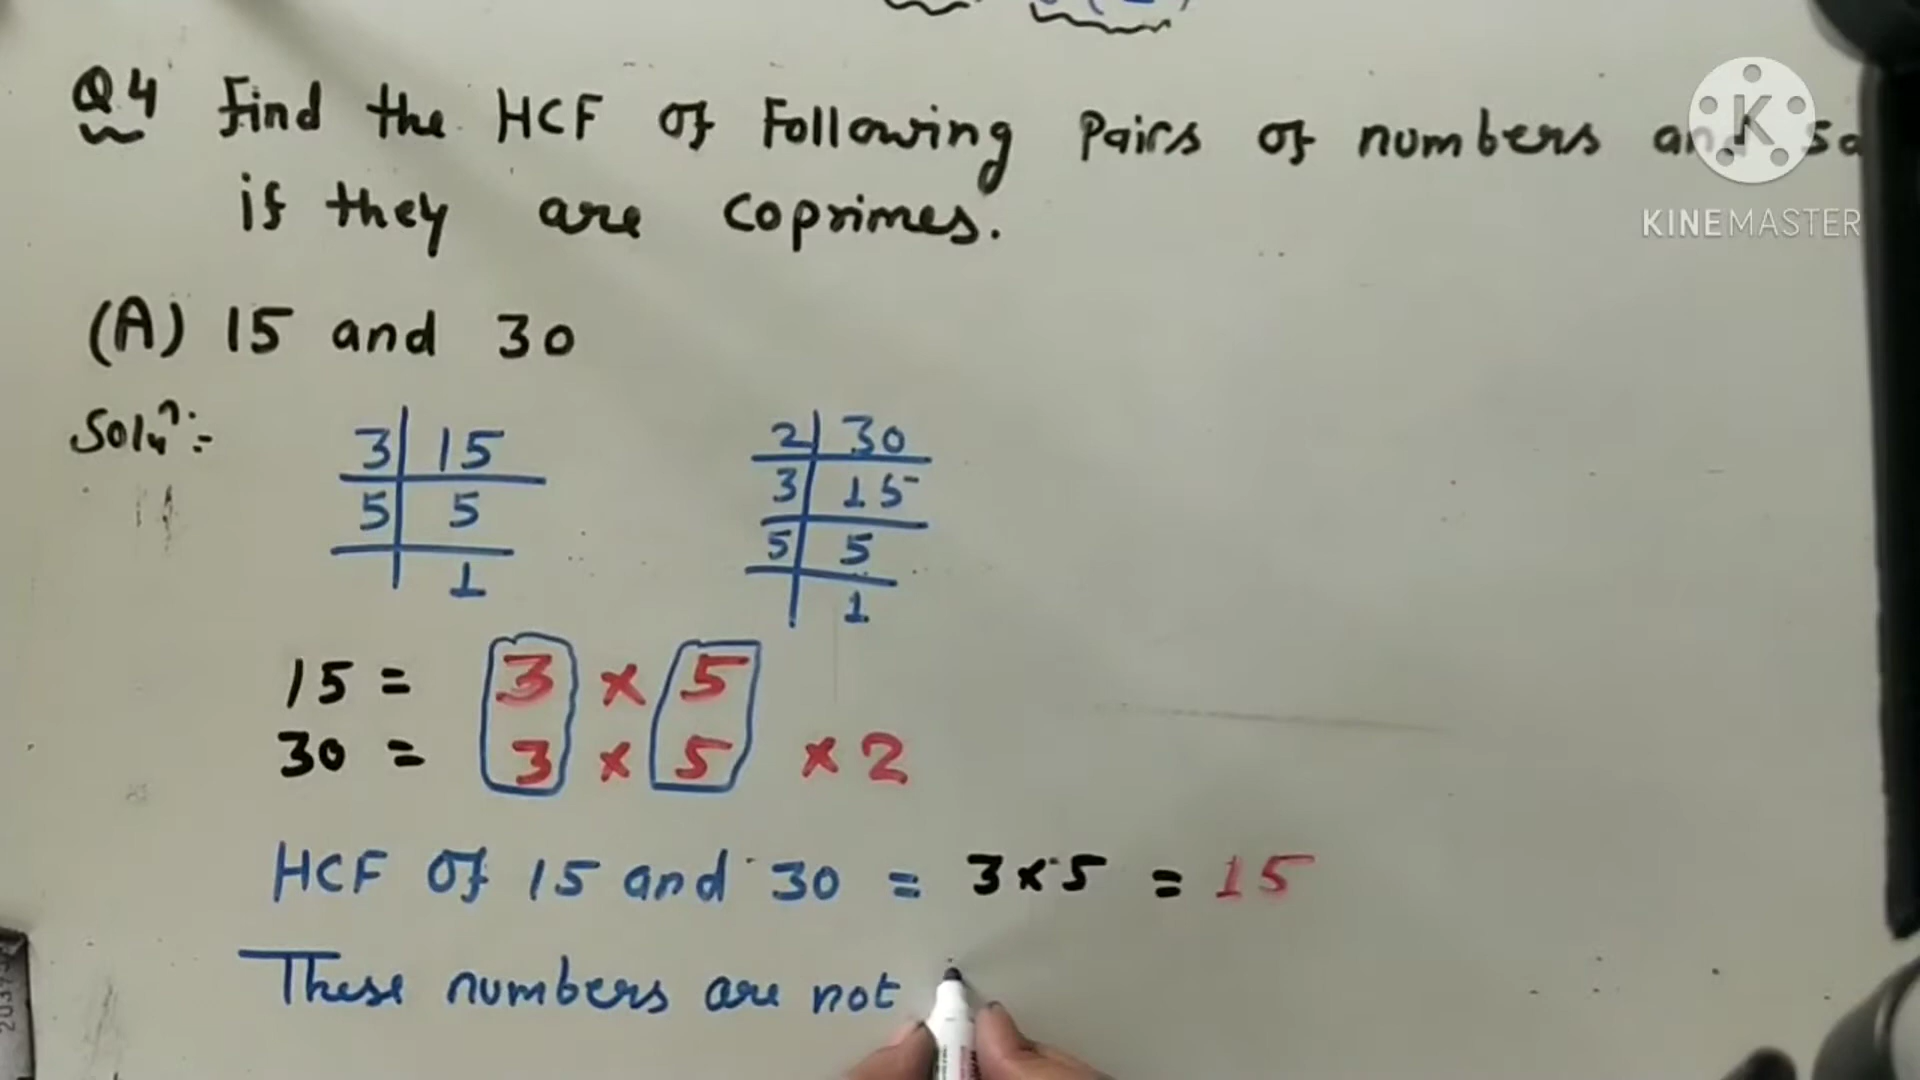 Q4 Find the HCF of Following Pairs of numbers and sa
if they are coprimes.
(A) 15 and 30
Soln:-
3 | 15
5 | 5
1
2 | 30
3 | 15
5 | 5
1
15 = 3 × 5
30 = 3 × 5 × 2
HCF of 15 and 30 = 3 × 5 = 15
These numbers are not
K
KINEMASTER